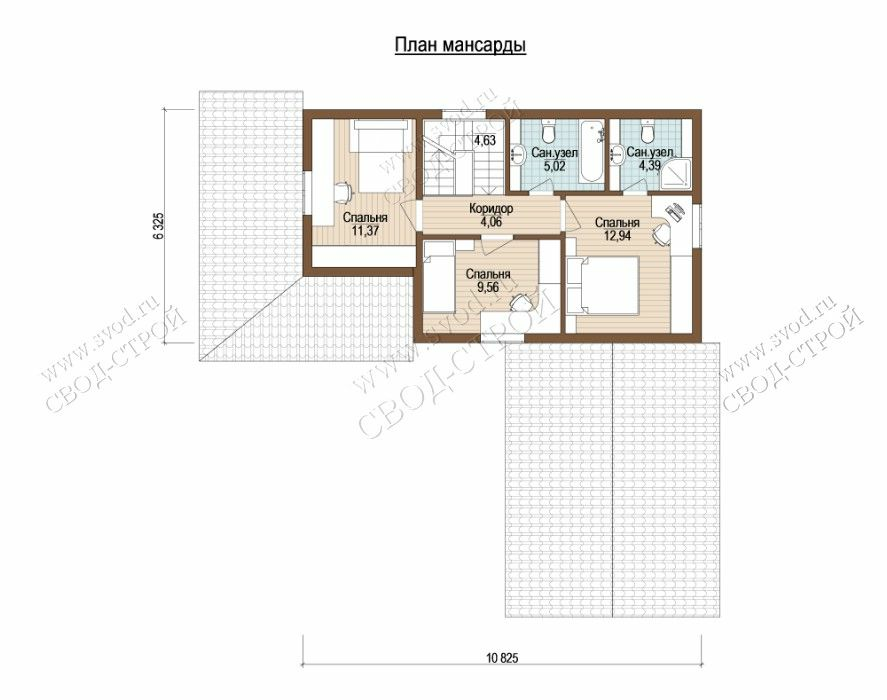 План мансарды
www.svod.ru
СВОД-СТРОЙ
4,63
Сан.узел
5,02
Сан.узел
4,39
6 325
Спальня
11,37
Коридор
4,06
Спальня
12,94
Спальня
9,56
www.svod.ru
СВОД-СТРОЙ
www.svod.ru
СВОД-СТРОЙ
www.svod.ru
СВОД-СТРОЙ
10 825